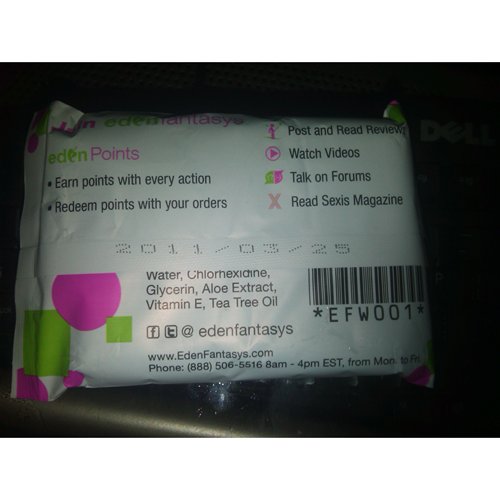 edenfantasys
Post and Read Review
eden Points
Watch Videos
• Earn points with every action
Talk on Forums
• Redeem points with your orders
X Read Sexis Magazine
2011/03/25
Water, Chlorhexidine,
Glycerin, Aloe Extract,
Vitamin E, Tea Tree Oil
*EFW001*
@ edenfantasys
www.EdenFantasys.com
Phone: (888) 506-5516 8am - 4pm EST, from Mon. to Fri.
DELL